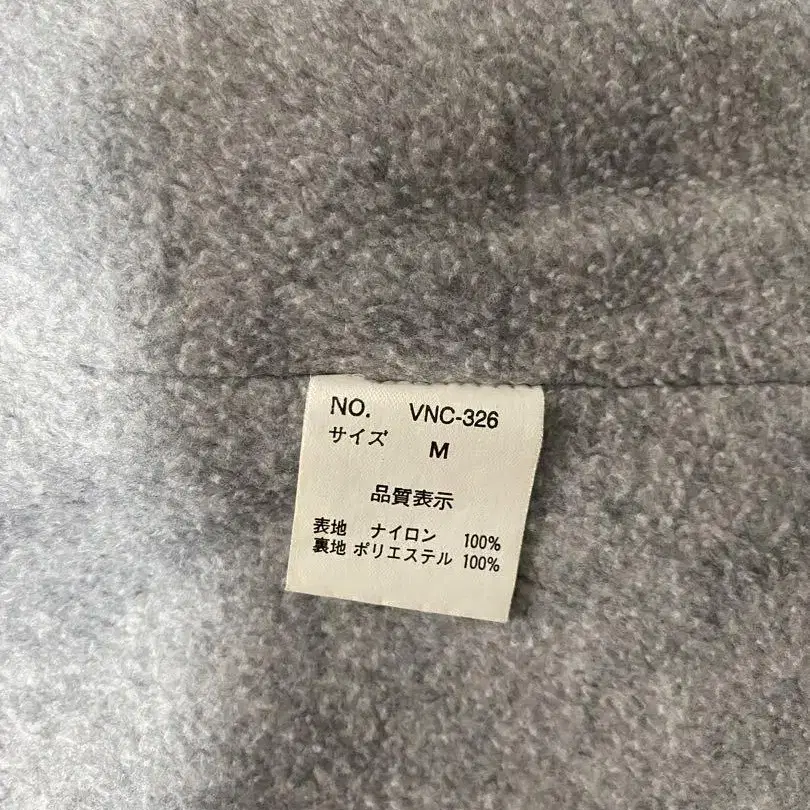 NO. VNC-326
サイズ M
品質表示
表地 ナイロン 100%
裏地 ポリエステル 100%